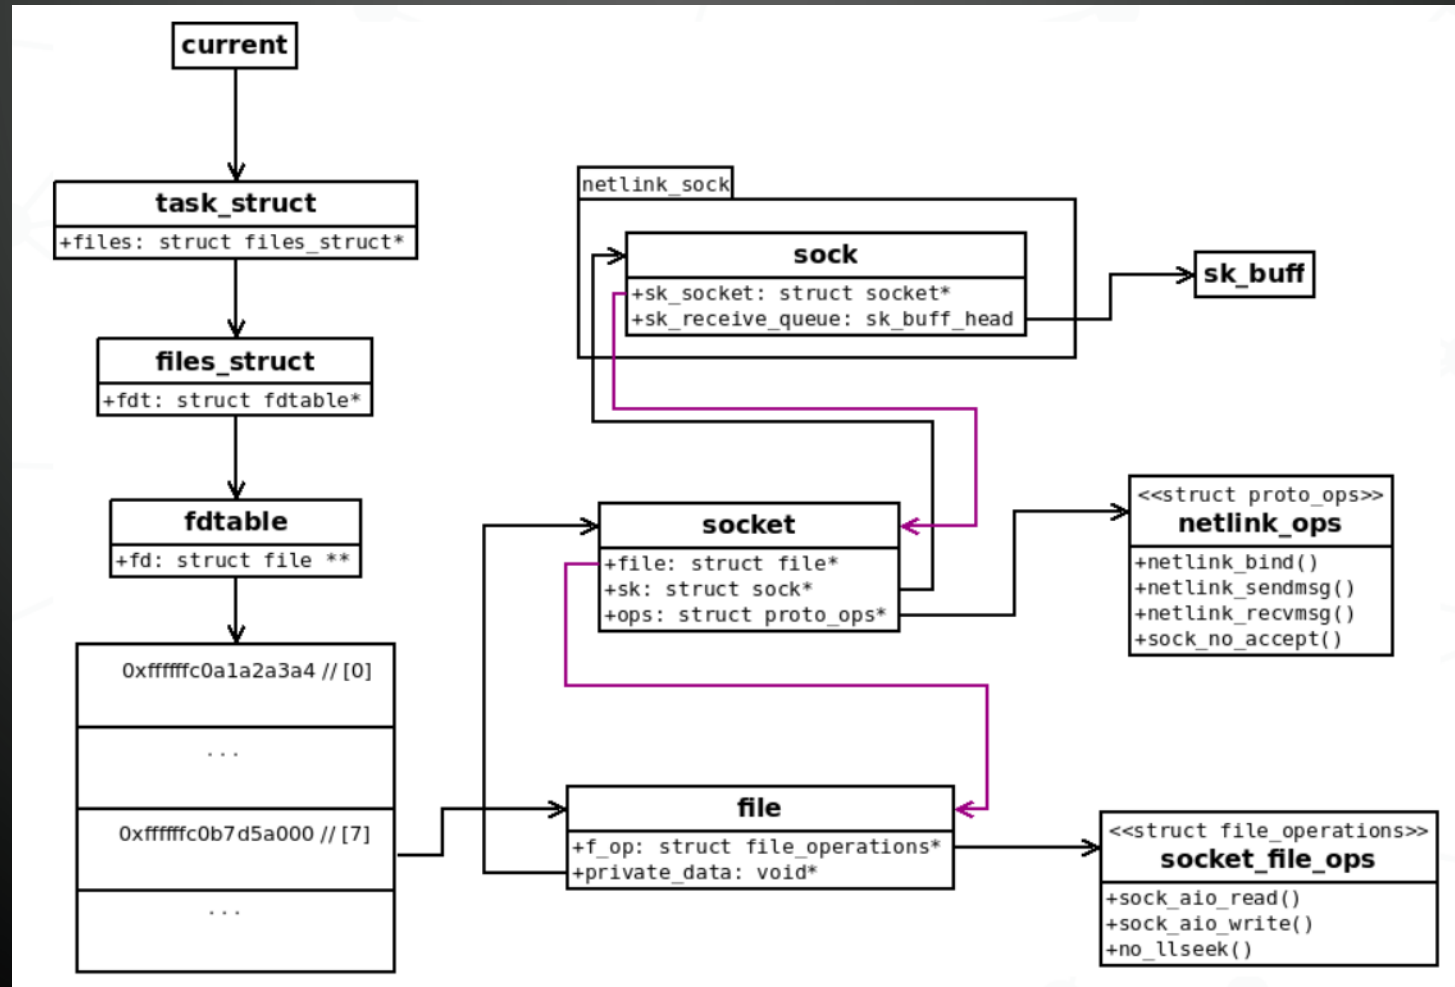 current
task_struct
+files: struct files_struct*
files_struct
+fdt: struct fdtable*
fdtable
+fd: struct file **
0xffffffc0a1a2a3a4 // [0]
...
0xffffffc0b7d5a000 // [7]
...
netlink_sock
sock
+sk_socket: struct socket*
+sk_receive_queue: sk_buff_head
sk_buff
socket
+file: struct file*
+sk: struct sock*
+ops: struct proto_ops*
<<struct proto_ops>>
netlink_ops
+netlink_bind()
+netlink_sendmsg()
+netlink_recvmsg()
+sock_no_accept()
file
+f_op: struct file_operations*
+private_data: void*
<<struct file_operations>>
socket_file_ops
+sock_aio_read()
+sock_aio_write()
+no_llseek()